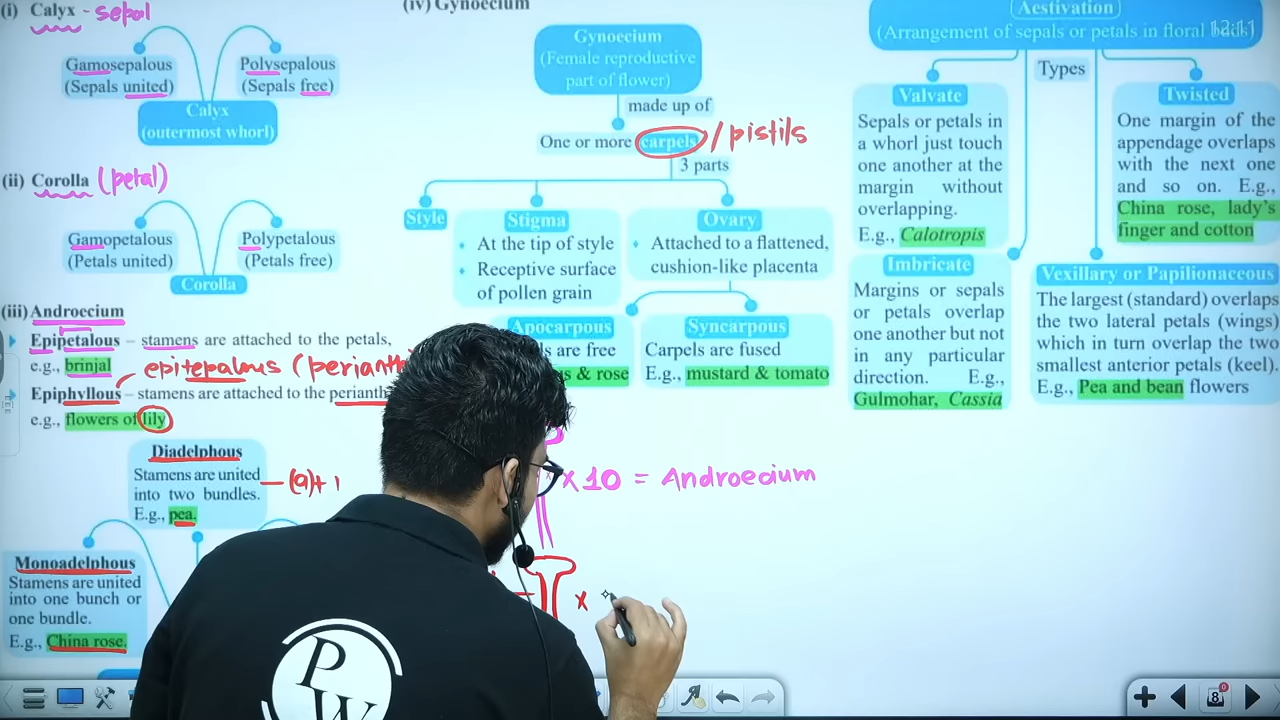 (i) Calyx - sepal
Gamosepalous
(Sepals united)
Polysepalous
(Sepals free)
Calyx
(outermost whorl)
(ii) Corolla (petal)
Gamopetalous
(Petals united)
Polypetalous
(Petals free)
Corolla
(iii) Androecium
Epipetalous – stamens are attached to the petals,
e.g., brinjal
epitepalous (perianth
Epiphyllous – stamens are attached to the perianth
e.g., flowers of lily
Diadelphous
Stamens are united
into two bundles.
E.g., pea.
(9)+1
Monoadelphous
Stamens are united
into one bunch or
one bundle.
E.g., China rose.
(iv) Gynoecium
Gynoecium
(Female reproductive
part of flower)
made up of
One or more carpels / pistils
3 parts
Style
Stigma
At the tip of style
Receptive surface
of pollen grain
Ovary
Attached to a flattened,
cushion-like placenta
Apocarpous
are free
& rose
Syncarpous
Carpels are fused
E.g., mustard & tomato
× 10 = Androecium
×
Aestivation
(Arrangement of sepals or petals in floral buds)
12:11
Types
Valvate
Sepals or petals in
a whorl just touch
one another at the
margin without
overlapping.
E.g., Calotropis
Twisted
One margin of the
appendage overlaps
with the next one
and so on. E.g.,
China rose, lady's
finger and cotton
Imbricate
Margins or sepals
or petals overlap
one another but not
in any particular
direction. E.g.,
Gulmohar, Cassia
Vexillary or Papilionaceous
The largest (standard) overlaps
the two lateral petals (wings)
which in turn overlap the two
smallest anterior petals (keel).
E.g., Pea and bean flowers
PW
8
0